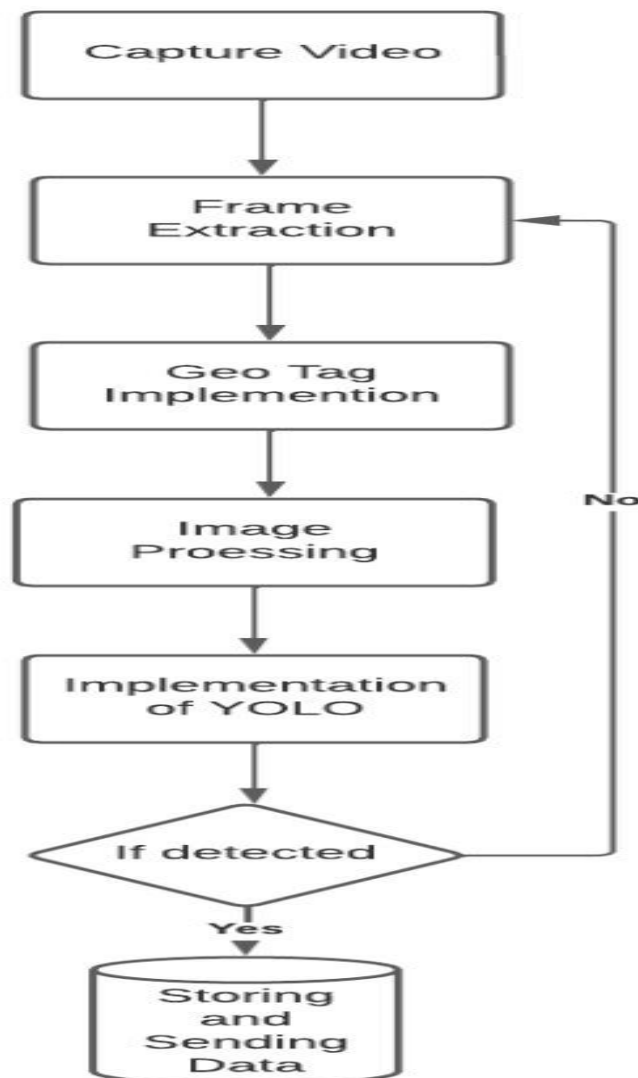 Capture Video
Frame
Extraction
Geo Tag
Implemention
Image
Proessing
No
Implementation
of YOLO
If detected
Yes
Storing
and
Sending
Data